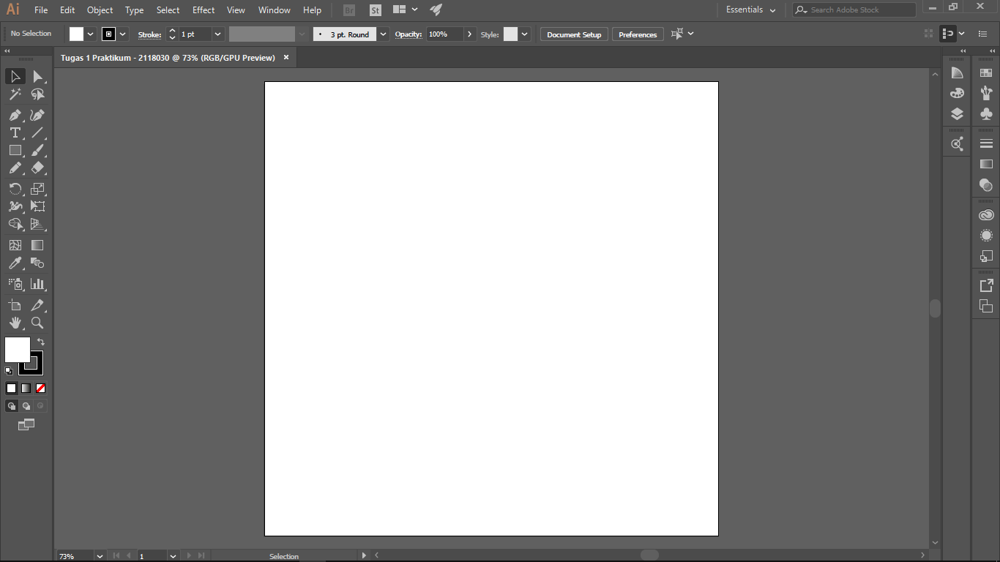 Ai File Edit Object Type Select Effect View Window Help Br St Essentials Search Adobe Stock
No Selection Stroke: 1 pt 3 pt. Round Opacity: 100% Style: Document Setup Preferences
Tugas 1 Praktikum - 2118030 @ 73% (RGB/GPU Preview)
T
73% 1 Selection